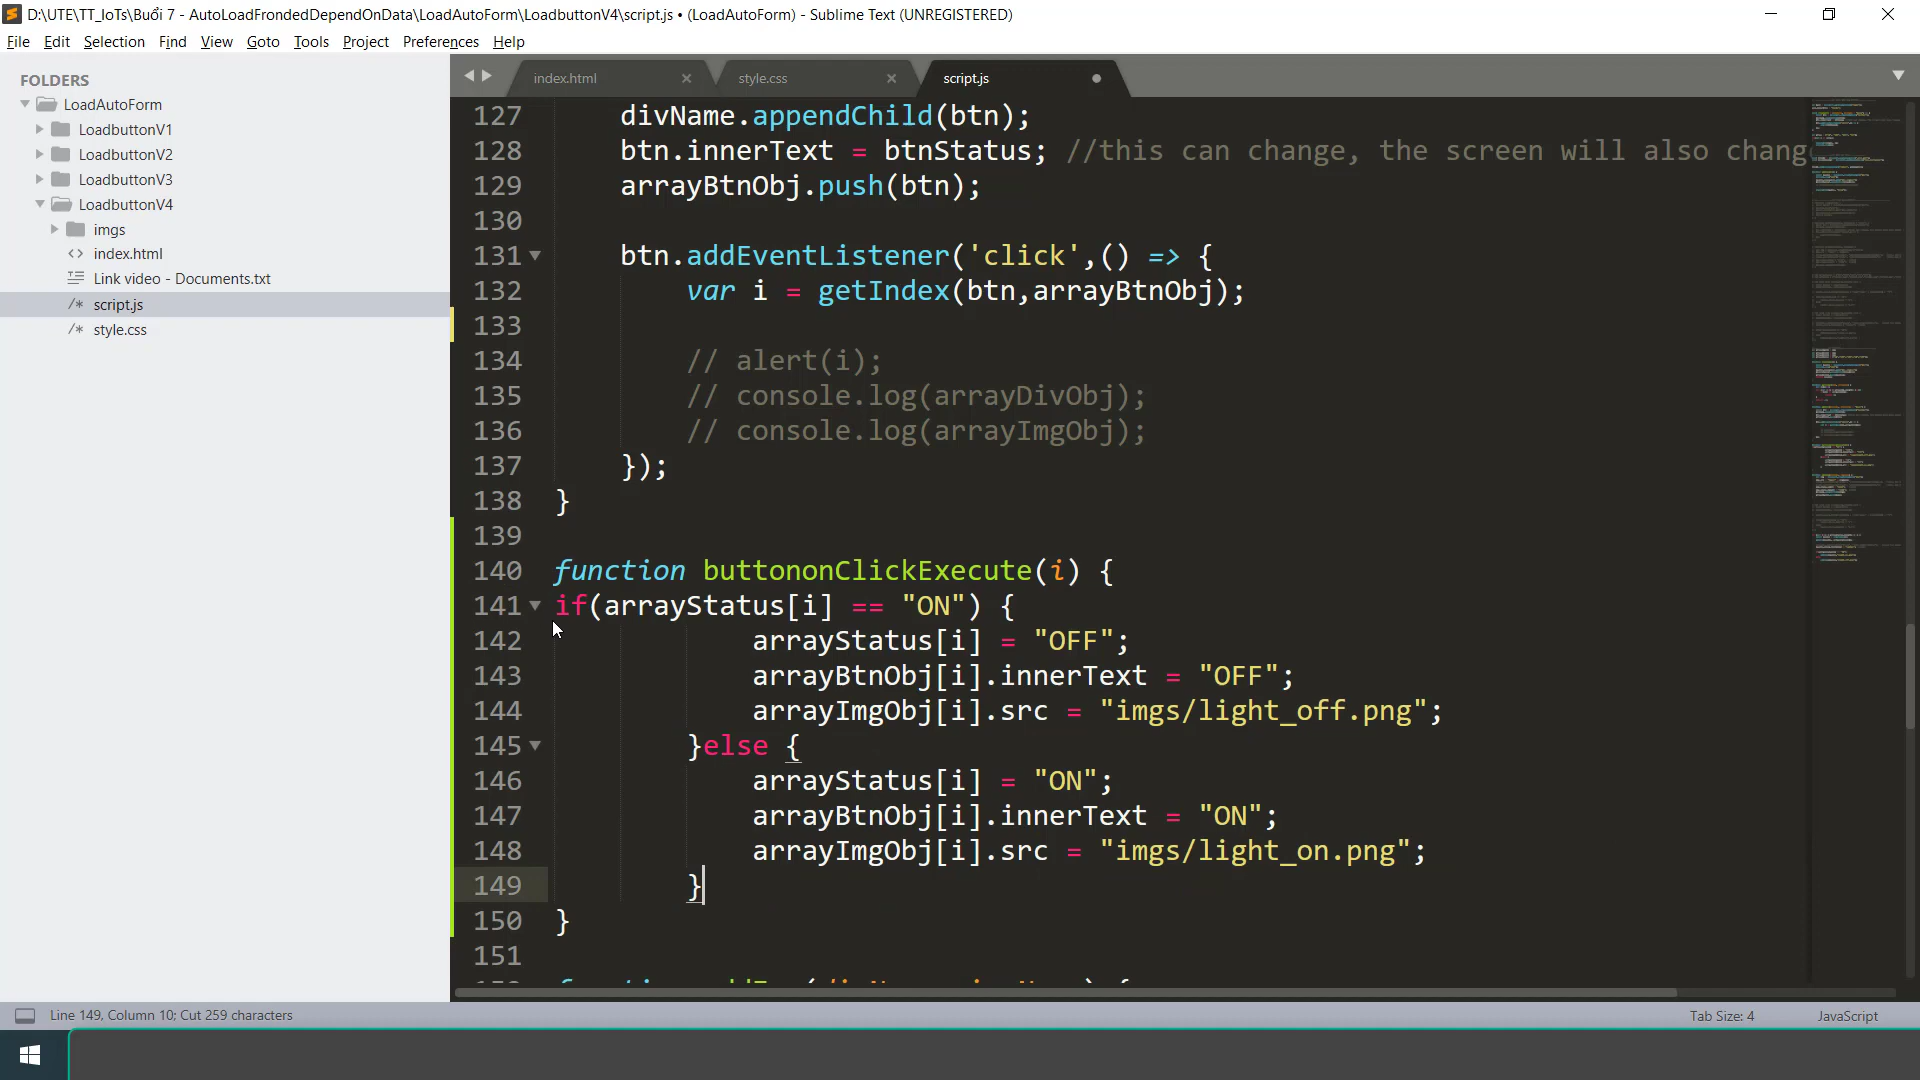 D:\UTE\TT_IoTs\Buổi 7 - AutoLoadFrondedDependOnData\LoadAutoForm\LoadbuttonV4\script.js • (LoadAutoForm) - Sublime Text (UNREGISTERED)
File Edit Selection Find View Goto Tools Project Preferences Help
FOLDERS
LoadAutoForm
LoadbuttonV1
LoadbuttonV2
LoadbuttonV3
LoadbuttonV4
imgs
<> index.html
Link video - Documents.txt
/* script.js
/* style.css
index.html style.css script.js
127 divName.appendChild(btn);
128 btn.innerText = btnStatus; //this can change, the screen will also chang
129 arrayBtnObj.push(btn);
130
131 btn.addEventListener('click',() => {
132 var i = getIndex(btn,arrayBtnObj);
133
134 // alert(i);
135 // console.log(arrayDivObj);
136 // console.log(arrayImgObj);
137 });
138 }
139
140 function buttononClickExecute(i) {
141 if(arrayStatus[i] == "ON") {
142 arrayStatus[i] = "OFF";
143 arrayBtnObj[i].innerText = "OFF";
144 arrayImgObj[i].src = "imgs/light_off.png";
145 }else {
146 arrayStatus[i] = "ON";
147 arrayBtnObj[i].innerText = "ON";
148 arrayImgObj[i].src = "imgs/light_on.png";
149 }
150 }
151
Line 149, Column 10; Cut 259 characters
Tab Size: 4 JavaScript